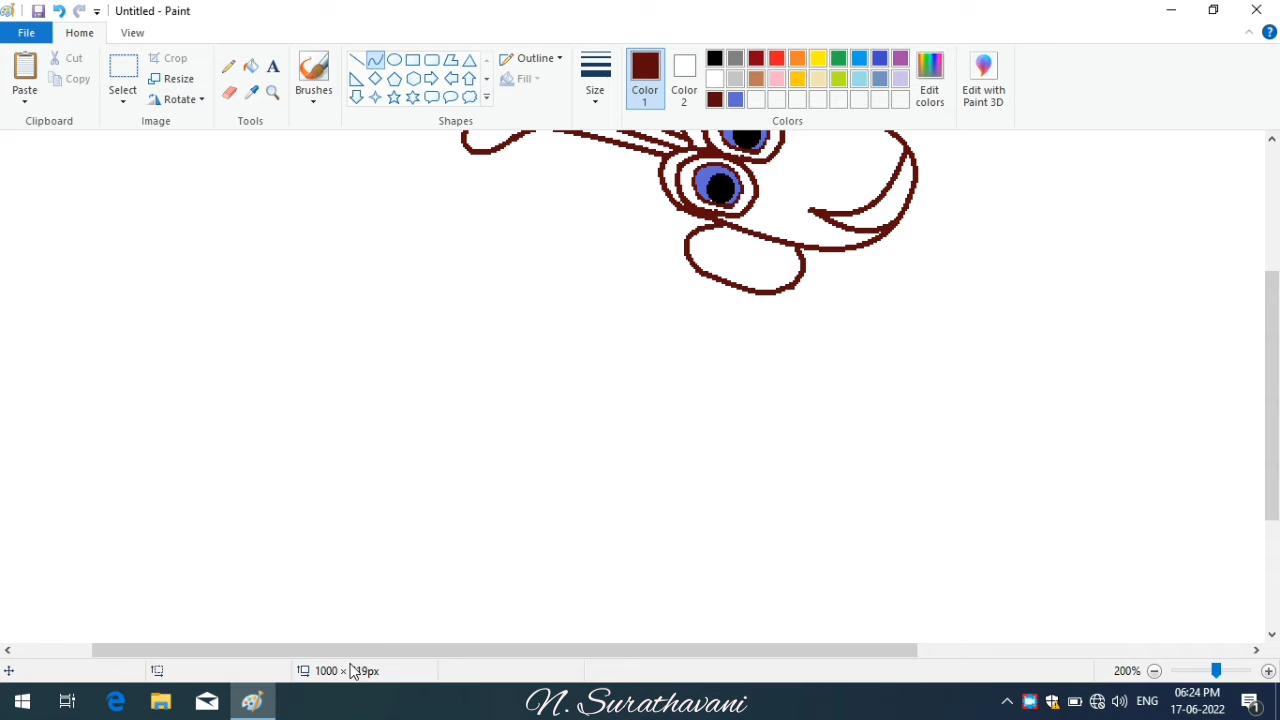 Untitled - Paint
File
Home
View
Paste
Cut
Copy
Clipboard
Select
Crop
Resize
Rotate
Image
Tools
Brushes
Outline
Fill
Shapes
Size
Color 1
Color 2
Colors
Edit colors
Edit with Paint 3D
1000 × 19px
200%
N. Surathavani
ENG
06:24 PM
17-06-2022
1